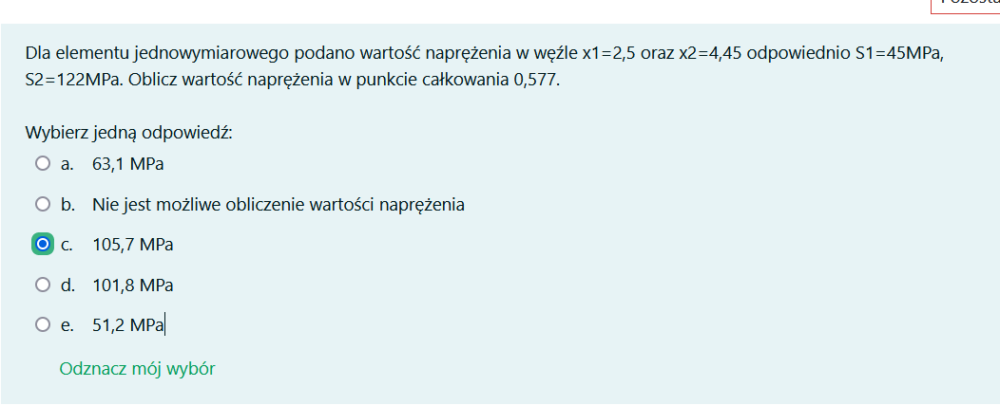 Dla elementu jednowymiarowego podano wartość naprężenia w węźle x1=2,5 oraz x2=4,45 odpowiednio S1=45MPa,
S2=122MPa. Oblicz wartość naprężenia w punkcie całkowania 0,577.
Wybierz jedną odpowiedź:
a. 63,1 MPa
b. Nie jest możliwe obliczenie wartości naprężenia
c. 105,7 MPa
d. 101,8 MPa
e. 51,2 MPa
Odznacz mój wybór